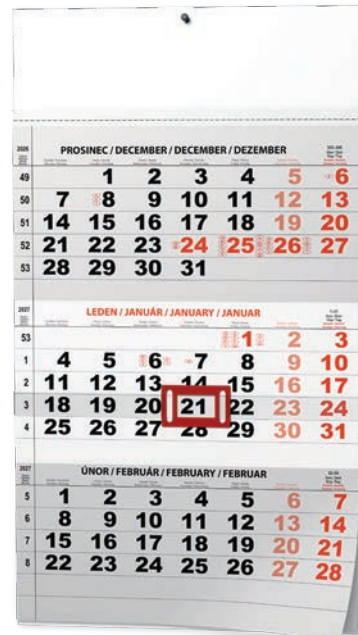 2026
PROSINEC / DECEMBER / DECEMBER / DEZEMBER
49 1 2 3 4 5 6
50 7 8 9 10 11 12 13
51 14 15 16 17 18 19 20
52 21 22 23 24 25 26 27
53 28 29 30 31
2027
LEDEN / JANUÁR / JANUARY / JANUAR
53 1 2 3
1 4 5 6 7 8 9 10
2 11 12 13 14 15 16 17
3 18 19 20 21 22 23 24
4 25 26 27 28 29 30 31
2027
ÚNOR / FEBRUÁR / FEBRUARY / FEBRUAR
5 1 2 3 4 5 6 7
6 8 9 10 11 12 13 14
7 15 16 17 18 19 20 21
8 22 23 24 25 26 27 28